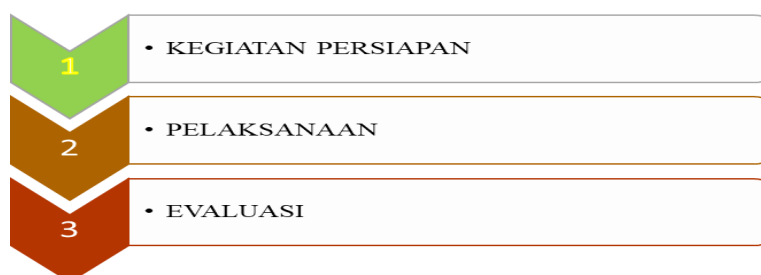 1
• KEGIATAN PERSIAPAN
2
• PELAKSANAAN
3
• EVALUASI